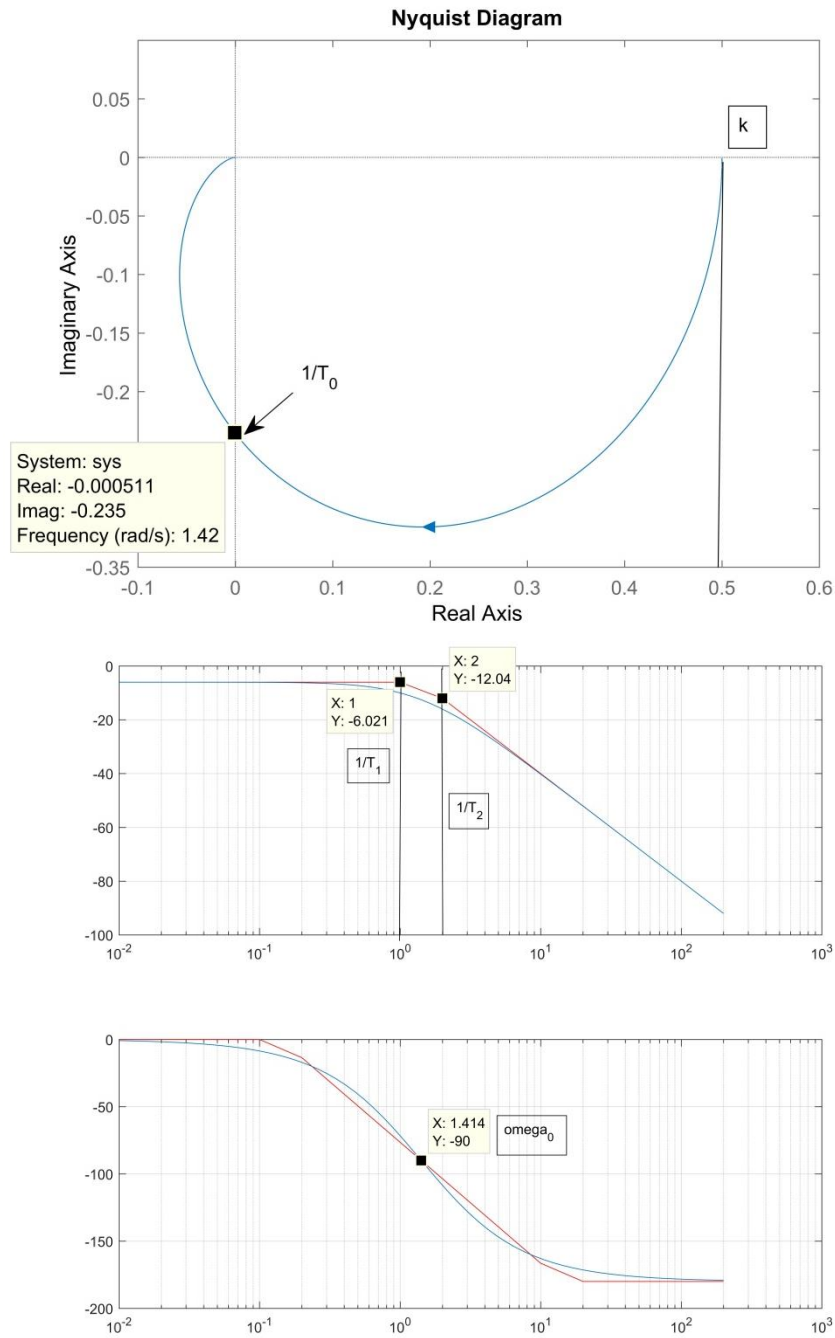 Nyquist Diagram
0.05
k
0
-0.05
-0.1
Imaginary Axis
-0.15
-0.2
1/T0
System: sys
Real: -0.000511
Imag: -0.235
Frequency (rad/s): 1.42
-0.35
-0.1 0 0.1 0.2 0.3 0.4 0.5 0.6
Real Axis
0
X: 2
Y: -12.04
-20
X: 1
Y: -6.021
-40
1/T1
1/T2
-60
-80
-100
10-2 10-1 100 101 102 103
0
-50
X: 1.414
Y: -90
omega0
-100
-150
-200
10-2 10-1 100 101 102 103